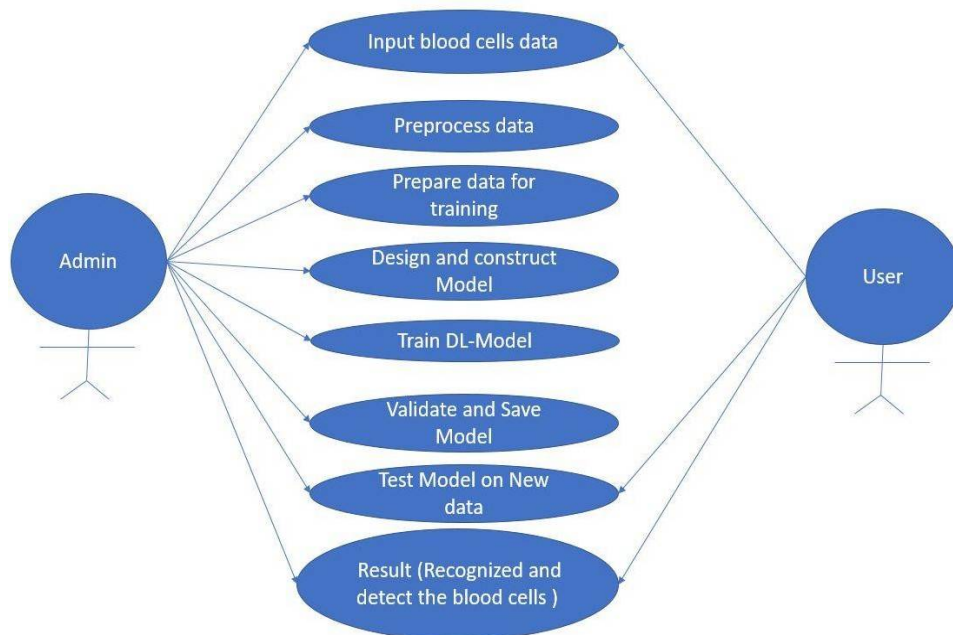 Input blood cells data
Preprocess data
Prepare data for
training
Admin
Design and construct
Model
User
Train DL-Model
Validate and Save
Model
Test Model on New
data
Result (Recognized and
detect the blood cells )